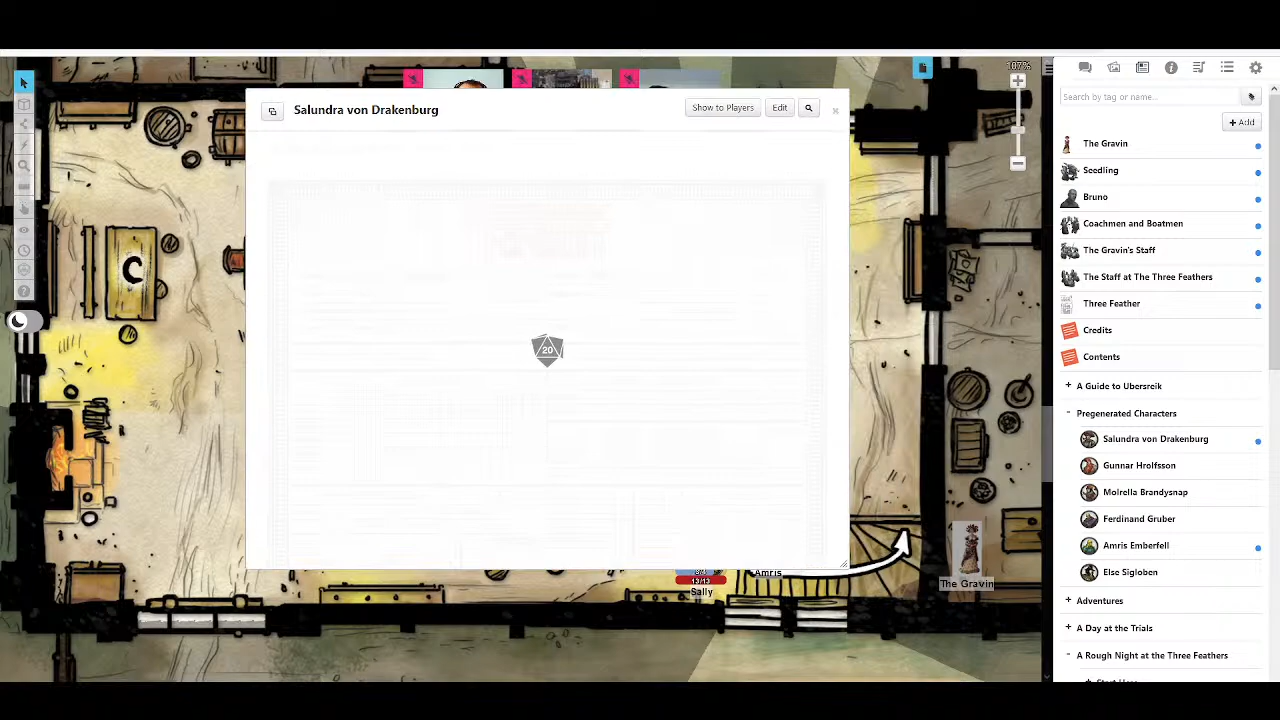 107%
Salundra von Drakenburg
Show to Players
Edit
Search by tag or name...
+ Add
The Gravin
Seedling
Bruno
Coachmen and Boatmen
The Gravin's Staff
The Staff at The Three Feathers
Three Feather
Credits
Contents
+ A Guide to Ubersreik
- Pregenerated Characters
Salundra von Drakenburg
Gunnar Hrolfsson
Molrella Brandysnap
Ferdinand Gruber
Amris Emberfell
Else Sigloben
+ Adventures
+ A Day at the Trials
- A Rough Night at the Three Feathers
C
20
Amris
13/13
Sally
The Gravin